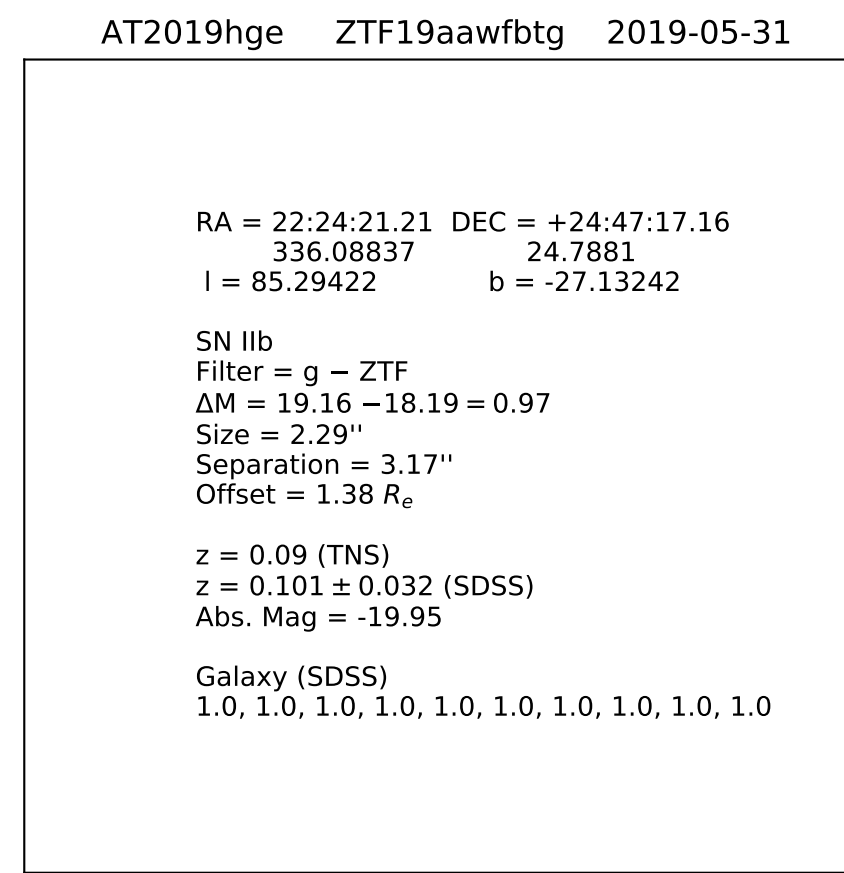 AT2019hge ZTF19aawfbtg 2019-05-31
RA = 22:24:21.21 DEC = +24:47:17.16
336.08837 24.7881
l = 85.29422 b = -27.13242
SN IIb
Filter = g − ZTF
ΔM = 19.16 −18.19 = 0.97
Size = 2.29''
Separation = 3.17''
Offset = 1.38 Rₑ
z = 0.09 (TNS)
z = 0.101 ± 0.032 (SDSS)
Abs. Mag = -19.95
Galaxy (SDSS)
1.0, 1.0, 1.0, 1.0, 1.0, 1.0, 1.0, 1.0, 1.0, 1.0